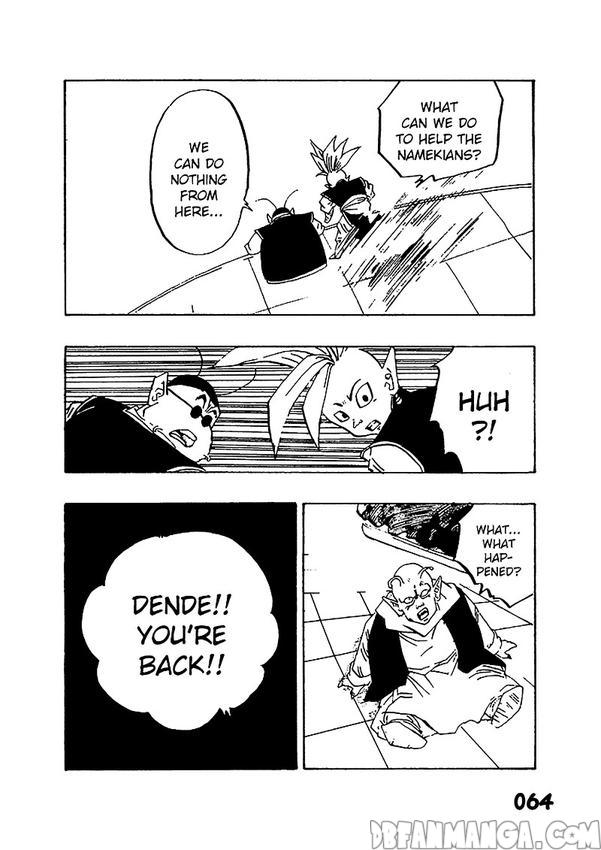 WHAT
CAN WE DO
TO HELP THE
NAMEKIANS?
WE
CAN DO
NOTHING
FROM
HERE...
HUH
?!
DENDE!!
YOU'RE
BACK!!
WHAT...
WHAT
HAP-
PENED?
064
DBFANMANGA.COM